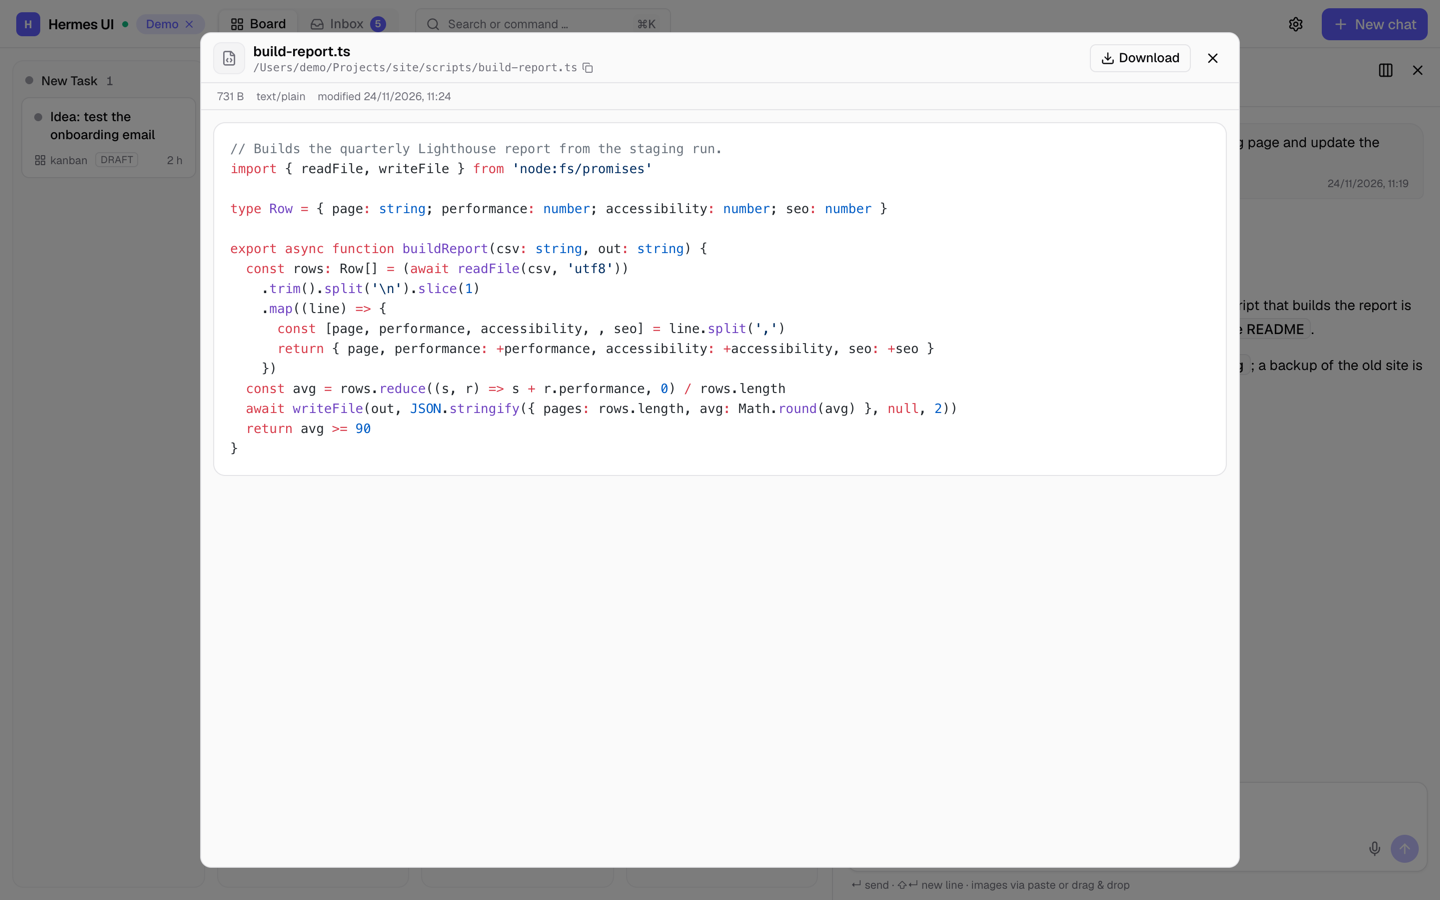 H Hermes UI Demo × Board Inbox 5 Search or command … ⌘K New chat
New Task 1
Idea: test the
onboarding email
kanban DRAFT 2 h
build-report.ts
/Users/demo/Projects/site/scripts/build-report.ts
Download
731 B text/plain modified 24/11/2026, 11:24
// Builds the quarterly Lighthouse report from the staging run.
import { readFile, writeFile } from 'node:fs/promises'
type Row = { page: string; performance: number; accessibility: number; seo: number }
export async function buildReport(csv: string, out: string) {
  const rows: Row[] = (await readFile(csv, 'utf8'))
    .trim().split('\n').slice(1)
    .map((line) => {
      const [page, performance, accessibility, , seo] = line.split(',')
      return { page, performance: +performance, accessibility: +accessibility, seo: +seo }
    })
  const avg = rows.reduce((s, r) => s + r.performance, 0) / rows.length
  await writeFile(out, JSON.stringify({ pages: rows.length, avg: Math.round(avg) }, null, 2))
  return avg >= 90
}
page and update the
24/11/2026, 11:19
that builds the report is
README .
; a backup of the old site is
↵ send · ⇧↵ new line · images via paste or drag & drop